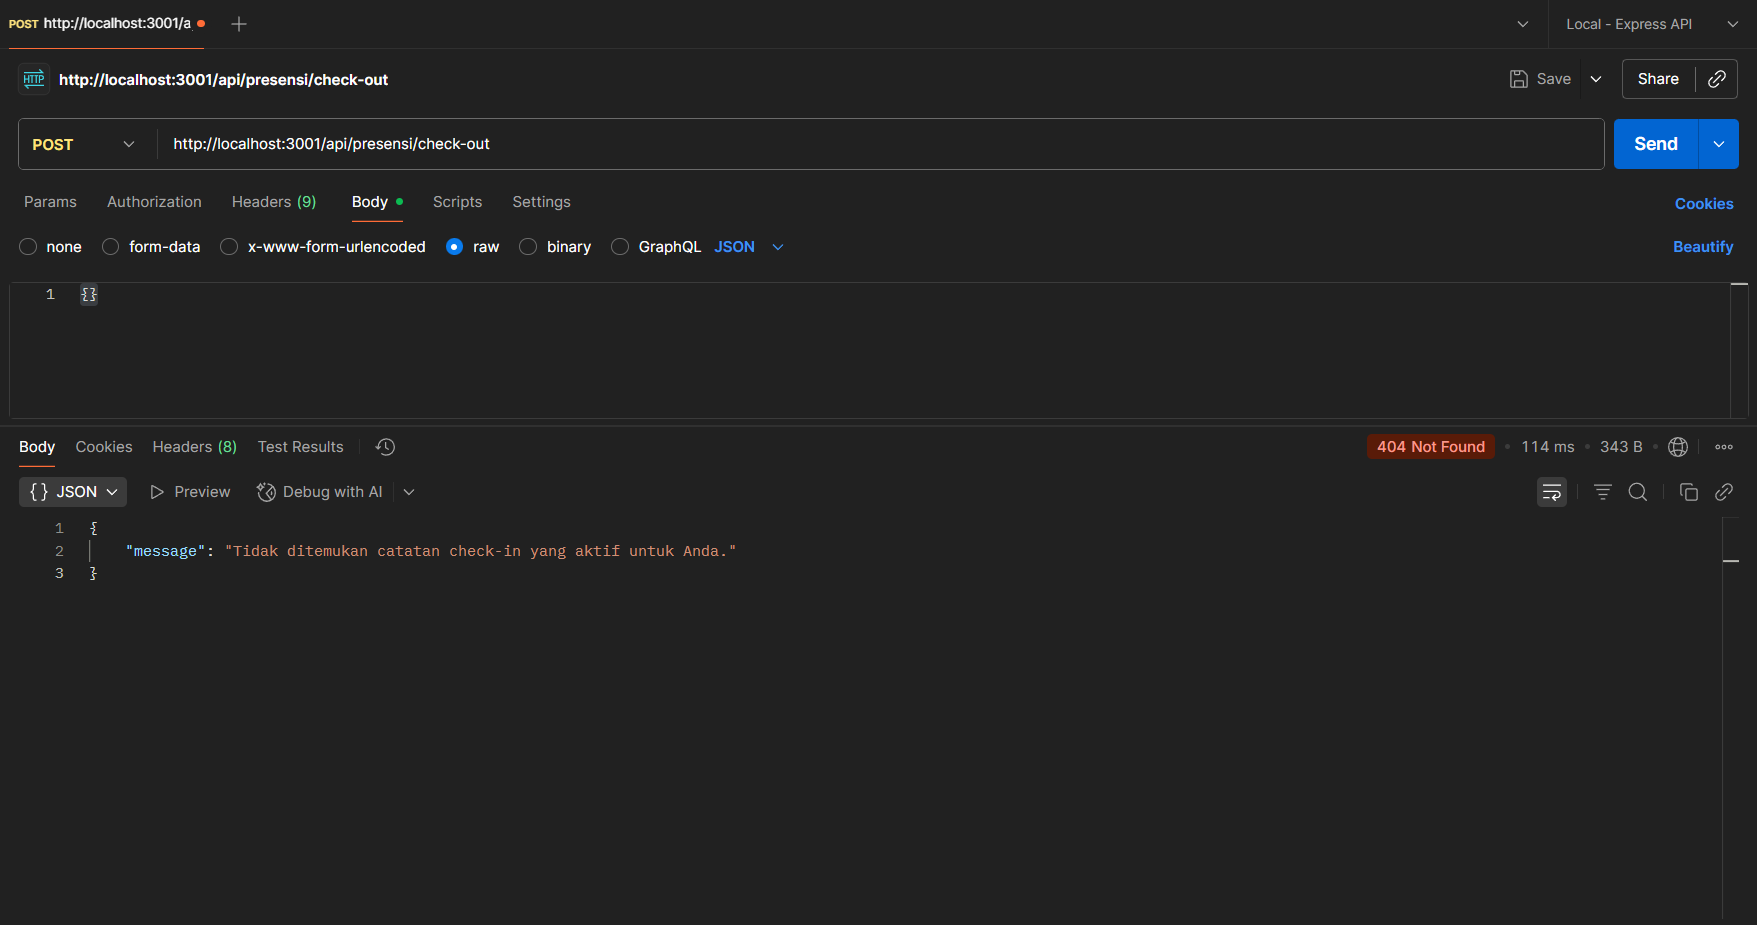 POST http://localhost:3001/a
Local - Express API
HTTP http://localhost:3001/api/presensi/check-out
Save
Share
POST
http://localhost:3001/api/presensi/check-out
Send
Params Authorization Headers (9) Body Scripts Settings
Cookies
none form-data x-www-form-urlencoded raw binary GraphQL JSON
Beautify
1 {}
Body Cookies Headers (8) Test Results
404 Not Found • 114 ms • 343 B •
{} JSON Preview Debug with AI
1 {
2 "message": "Tidak ditemukan catatan check-in yang aktif untuk Anda."
3 }